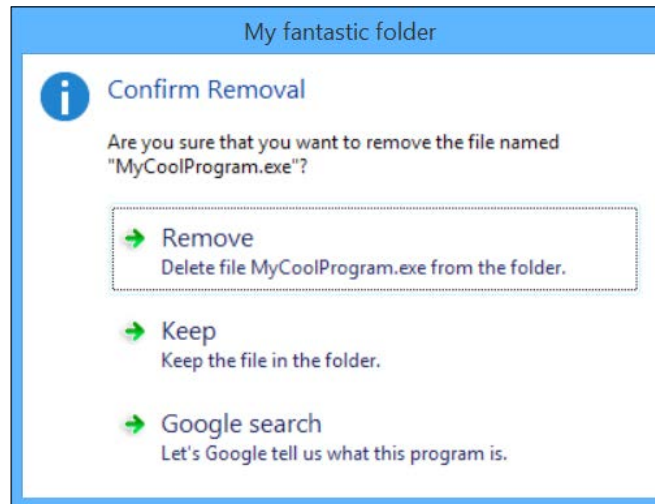 My fantastic folder
Confirm Removal
Are you sure that you want to remove the file named
"MyCoolProgram.exe"?
Remove
Delete file MyCoolProgram.exe from the folder.
Keep
Keep the file in the folder.
Google search
Let's Google tell us what this program is.